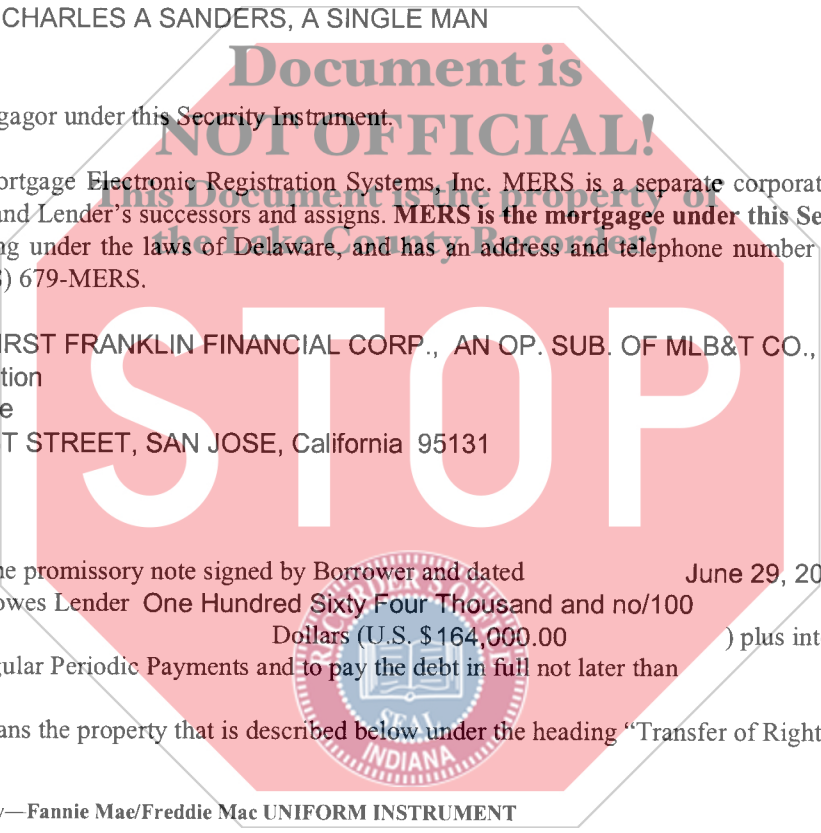 CHARLES A SANDERS, A SINGLE MAN
Document is
gagor under this Security Instrument.
NOT OFFICIAL!
ortgage Electronic Registration Systems, Inc. MERS is a separate corporat
This Document is the property of
and Lender's successors and assigns. MERS is the mortgagee under this Se
the Lake County Recorder!
ng under the laws of Delaware, and has an address and telephone number
) 679-MERS.
IRST FRANKLIN FINANCIAL CORP., AN OP. SUB. OF MLB&T CO.,
tion
e
T STREET, SAN JOSE, California 95131
STOP
ne promissory note signed by Borrower and dated June 29, 20
owes Lender One Hundred Sixty Four Thousand and no/100
Dollars (U.S. $164,000.00 ) plus int
gular Periodic Payments and to pay the debt in full not later than
ans the property that is described below under the heading “Transfer of Right
RECORDER'S OFFICE
SEAL
INDIANA
y—Fannie Mae/Freddie Mac UNIFORM INSTRUMENT